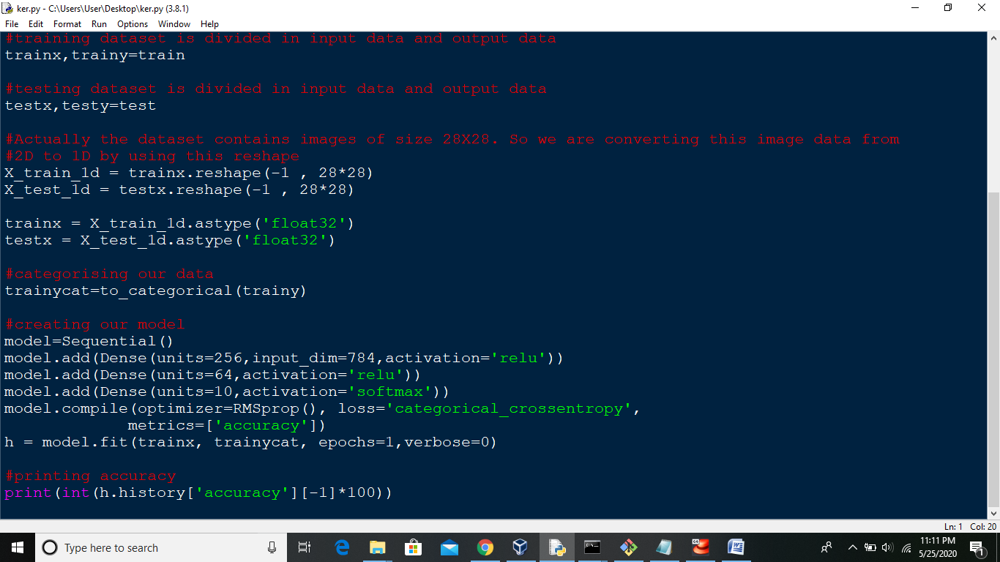 ker.py - C:\Users\User\Desktop\ker.py (3.8.1)
File Edit Format Run Options Window Help
#training dataset is divided in input data and output data
trainx,trainy=train
#testing dataset is divided in input data and output data
testx,testy=test
#Actually the dataset contains images of size 28X28. So we are converting this image data from
#2D to 1D by using this reshape
X_train_1d = trainx.reshape(-1 , 28*28)
X_test_1d = testx.reshape(-1 , 28*28)
trainx = X_train_1d.astype('float32')
testx = X_test_1d.astype('float32')
#categorising our data
trainycat=to_categorical(trainy)
#creating our model
model=Sequential()
model.add(Dense(units=256,input_dim=784,activation='relu'))
model.add(Dense(units=64,activation='relu'))
model.add(Dense(units=10,activation='softmax'))
model.compile(optimizer=RMSprop(), loss='categorical_crossentropy',
             metrics=['accuracy'])
h = model.fit(trainx, trainycat, epochs=1,verbose=0)
#printing accuracy
print(int(h.history['accuracy'][-1]*100))
Ln: 1 Col: 20
Type here to search
11:11 PM
5/25/2020
1